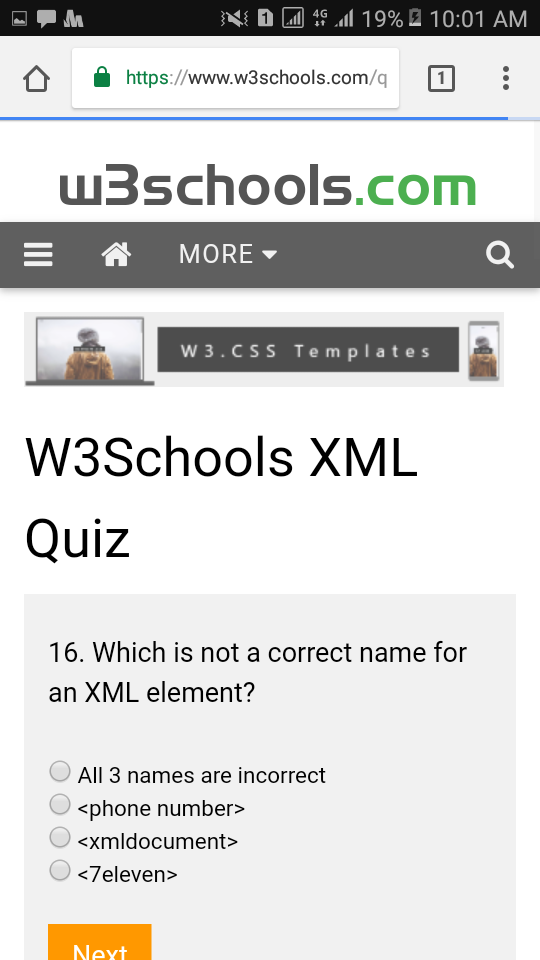 1 4G 19% 10:01 AM
https://www.w3schools.com/q
1
w3schools.com
MORE
W3.CSS Templates
W3Schools XML
Quiz
16. Which is not a correct name for
an XML element?
All 3 names are incorrect
<phone number>
<xmldocument>
<7eleven>
Next